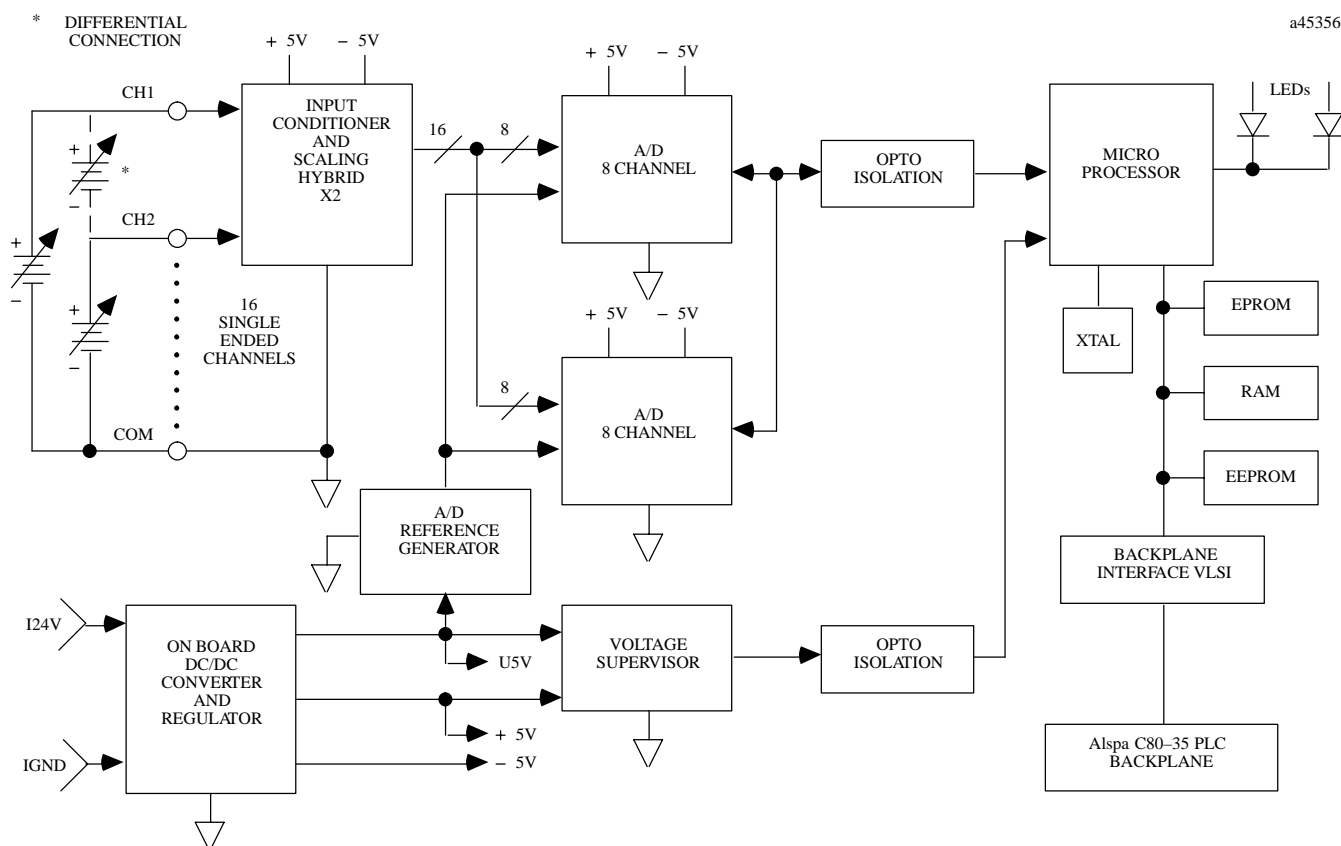 * DIFFERENTIAL
CONNECTION
a45356
+ 5V
− 5V
CH1
INPUT
CONDITIONER
AND
SCALING
HYBRID
X2
+
*
−
CH2
+
−
+
−
16
SINGLE
ENDED
CHANNELS
COM
16
8
8
+ 5V
− 5V
A/D
8 CHANNEL
+ 5V
− 5V
A/D
8 CHANNEL
OPTO
ISOLATION
MICRO
PROCESSOR
LEDs
XTAL
EPROM
RAM
EEPROM
BACKPLANE
INTERFACE VLSI
Alspa C80–35 PLC
BACKPLANE
A/D
REFERENCE
GENERATOR
I24V
IGND
ON BOARD
DC/DC
CONVERTER
AND
REGULATOR
U5V
+ 5V
− 5V
VOLTAGE
SUPERVISOR
OPTO
ISOLATION